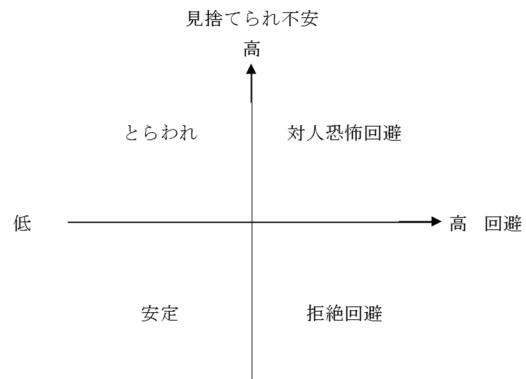 見捨てられ不安
高
とらわれ
対人恐怖回避
低
高 回避
安定
拒絶回避